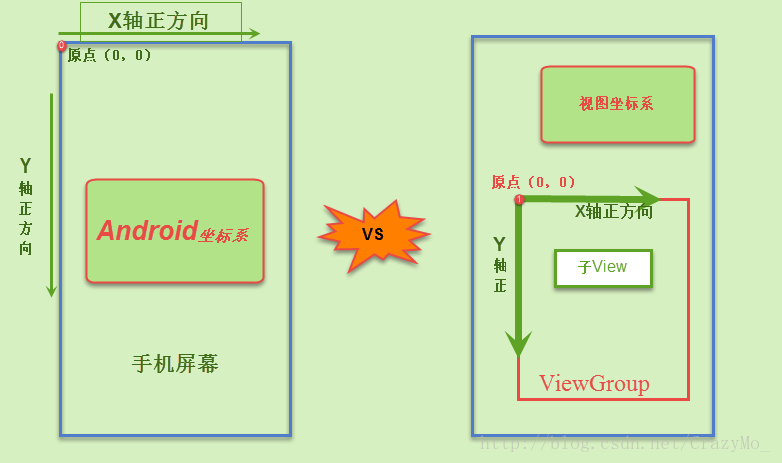 X轴正方向
0
原点（0，0）
Y
轴
正
方
向
Android坐标系
手机屏幕
VS
视图坐标系
原点（0，0）
1
X轴正方向
Y
轴
正
子View
ViewGroup
http://blog.csdn.net/CrazyMo_